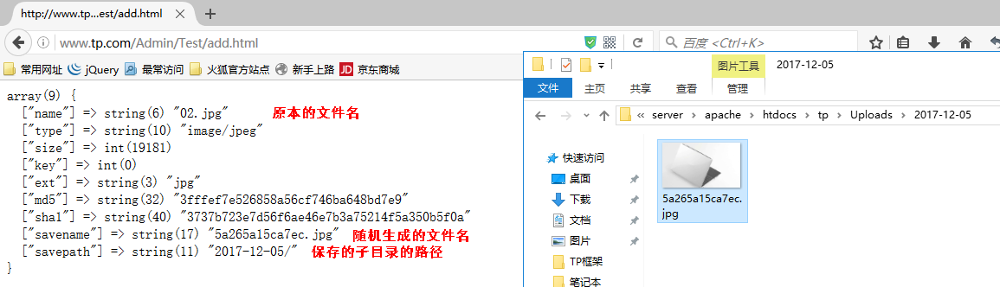 http://www.tp...est/add.html
www.tp.com/Admin/Test/add.html
百度 <Ctrl+K>
常用网址 jQuery 最常访问 火狐官方站点 新手上路 JD 京东商城
array(9) {
["name"] => string(6) "02.jpg" 原本的文件名
["type"] => string(10) "image/jpeg"
["size"] => int(19181)
["key"] => int(0)
["ext"] => string(3) "jpg"
["md5"] => string(32) "3fffef7e526858a56cf746ba648bd7e9"
["sha1"] => string(40) "3737b723e7d56f6ae46e7b3a75214f5a350b5f0a"
["savename"] => string(17) "5a265a15ca7ec.jpg" 随机生成的文件名
["savepath"] => string(11) "2017-12-05/" 保存的子目录的路径
}
图片工具 2017-12-05
文件 主页 共享 查看 管理
« server › apache › htdocs › tp › Uploads › 2017-12-05
快速访问
桌面
下载
文档
图片
TP框架
笔记本
5a265a15ca7ec.
jpg